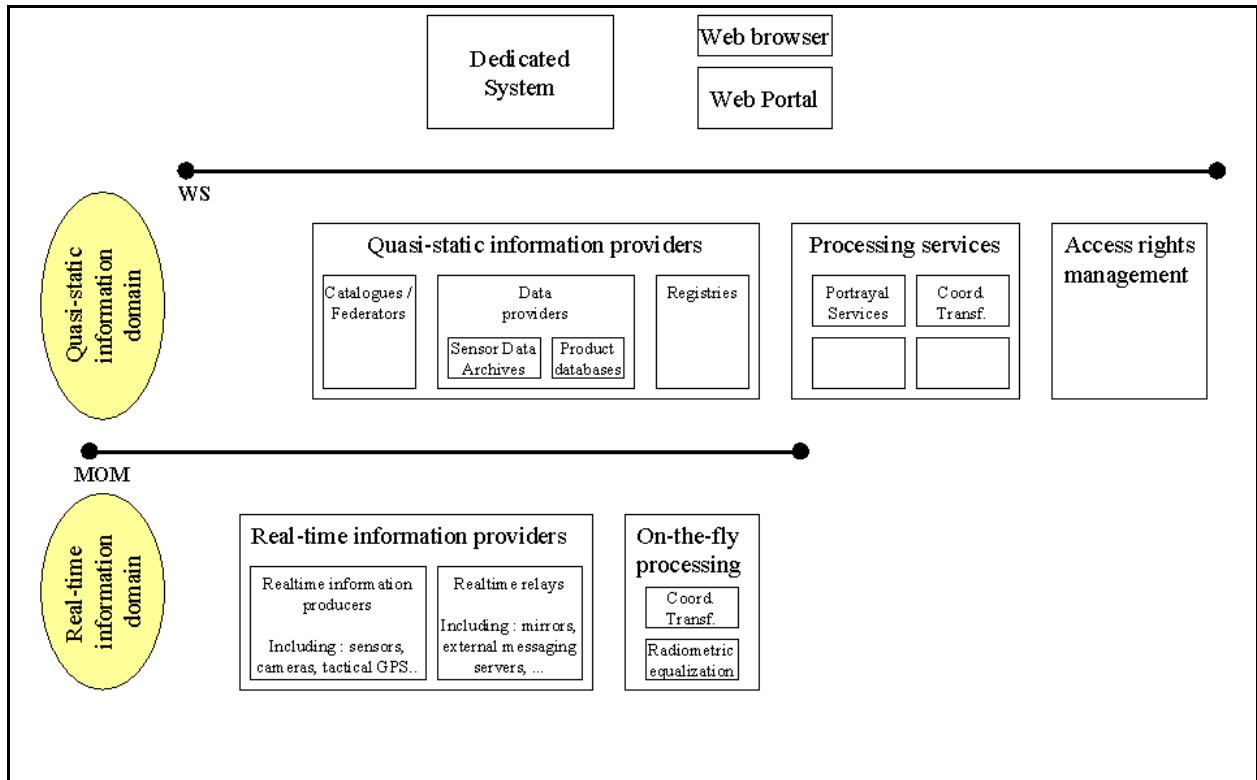 Dedicated
System
Web browser
Web Portal
WS
Quasi-static
information
domain
Quasi-static information providers
Catalogues /
Federators
Data
providers
Sensor Data
Archives
Product
databases
Registries
Processing services
Portrayal
Services
Coord.
Transf.
Access rights
management
MOM
Real-time
information
domain
Real-time information providers
Realtime information
producers
Including : sensors,
cameras, tactical GPS..
Realtime relays
Including : mirrors,
external messaging
servers, ...
On-the-fly
processing
Coord.
Transf.
Radiometric
equalization